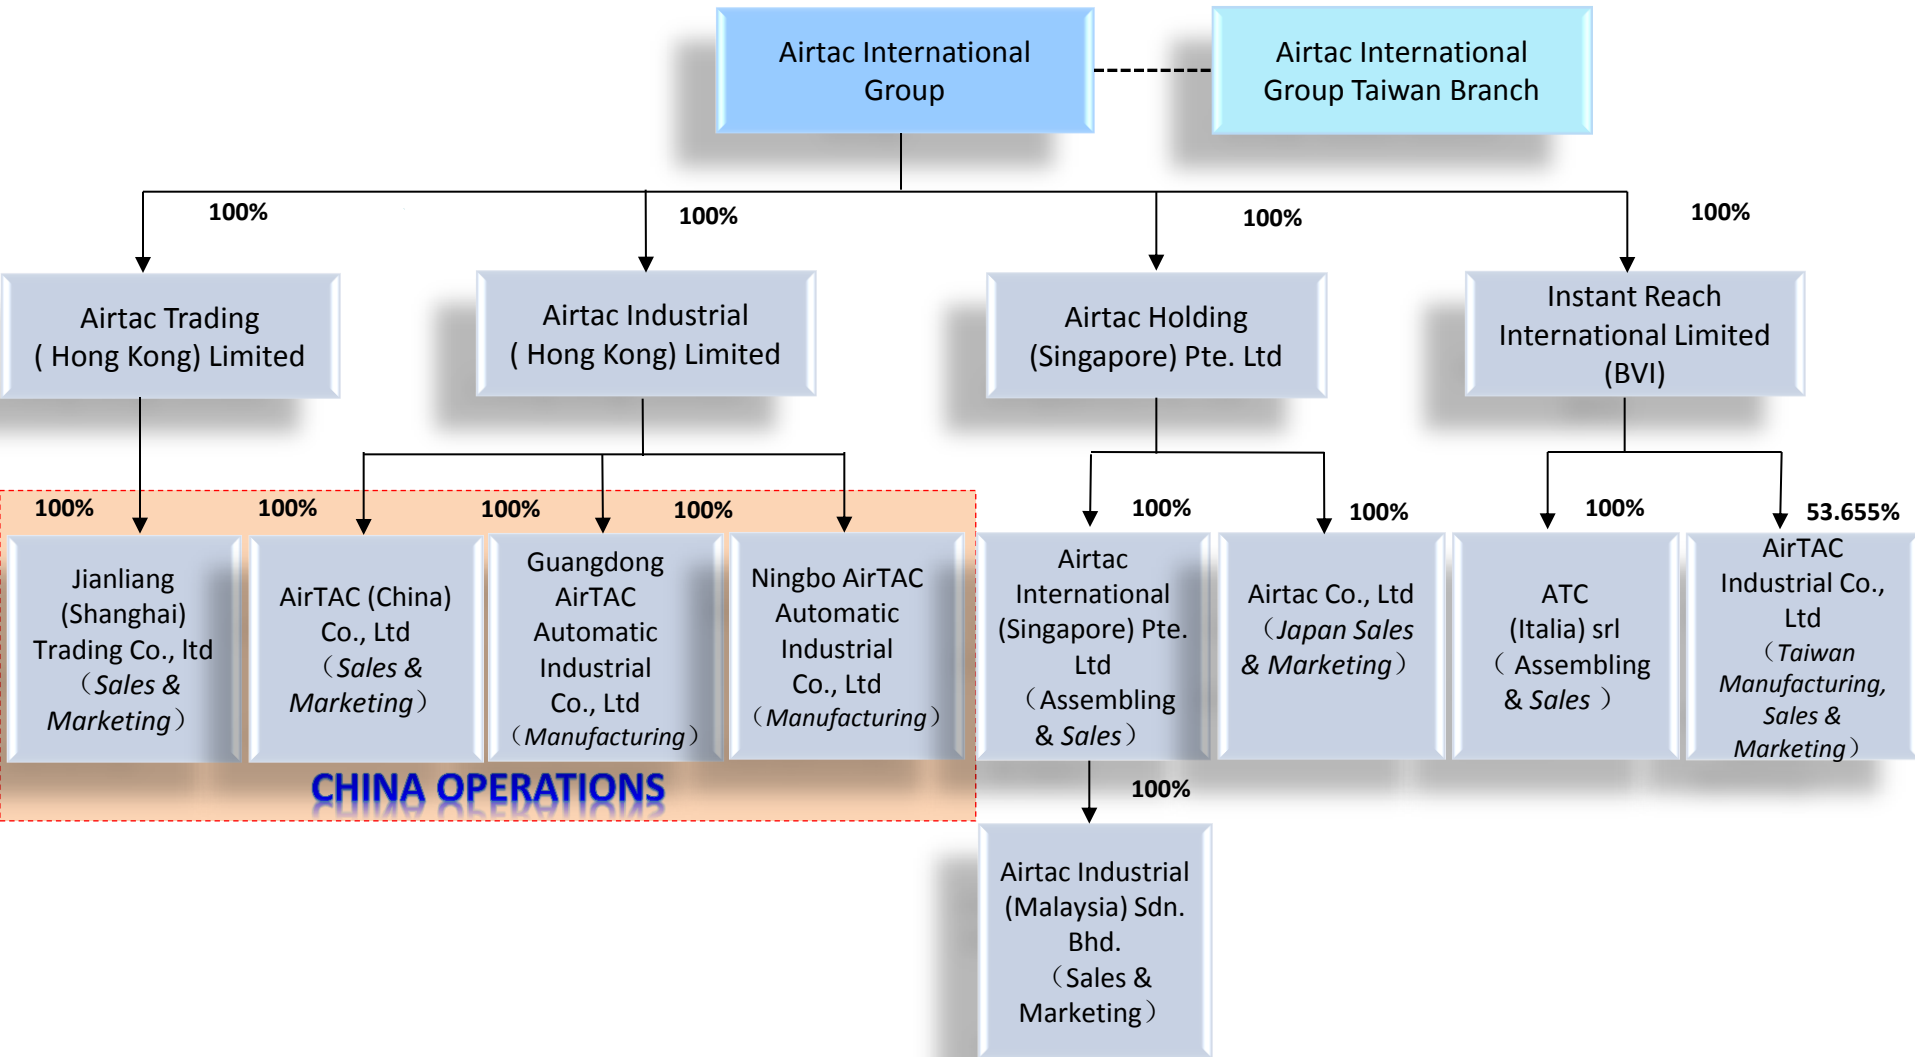 Airtac International
Group
Airtac International
Group Taiwan Branch
100%
100%
100%
100%
Airtac Trading
( Hong Kong) Limited
Airtac Industrial
( Hong Kong) Limited
Airtac Holding
(Singapore) Pte. Ltd
Instant Reach
International Limited
(BVI)
100%
100%
100%
100%
100%
100%
100%
53.655%
Jianliang
(Shanghai)
Trading Co., ltd
（Sales &
Marketing）
AirTAC (China)
Co., Ltd
（Sales &
Marketing）
Guangdong
AirTAC
Automatic
Industrial
Co., Ltd
（Manufacturing）
Ningbo AirTAC
Automatic
Industrial
Co., Ltd
（Manufacturing）
Airtac
International
(Singapore) Pte.
Ltd
（Assembling
& Sales）
Airtac Co., Ltd
（Japan Sales
& Marketing）
ATC
(Italia) srl
（ Assembling
& Sales ）
AirTAC
Industrial Co.,
Ltd
（Taiwan
Manufacturing,
Sales &
Marketing）
CHINA OPERATIONS
100%
Airtac Industrial
(Malaysia) Sdn.
Bhd.
（Sales &
Marketing）